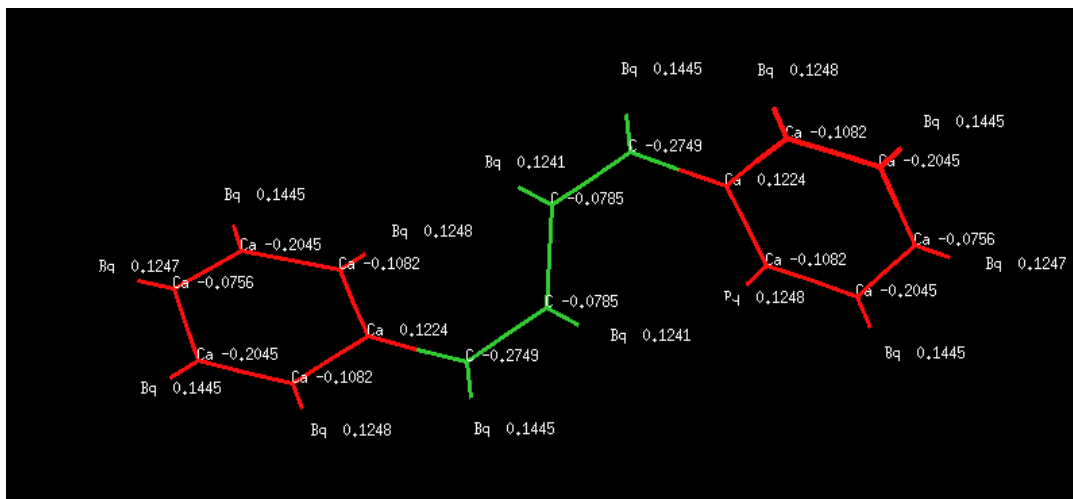 Bq 0.1445
Bq 0.1248
Bq 0.1445
Ca -0.1082
C -0.2749
Ca -0.2045
Bq 0.1241
Ca 0.1224
C -0.0785
Bq 0.1445
Bq 0.1248
Ca -0.2045
Ca -0.0756
Ca -0.1082
Bq 0.1247
Bq 0.1247
Ca -0.1082
Ca -0.0756
Ca -0.2045
0.1248
C -0.0785
Ca 0.1224
Bq 0.1241
Ca -0.2045
C -0.2749
Bq 0.1445
Ca -0.1082
Bq 0.1445
Bq 0.1248
Bq 0.1445